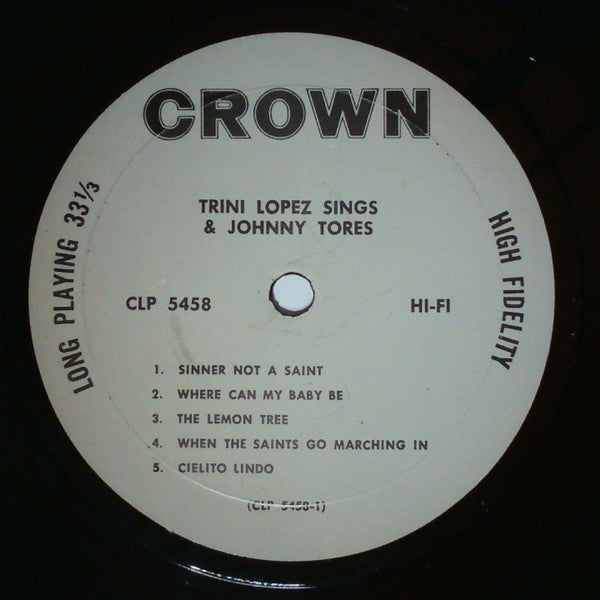 CROWN
TRINI LOPEZ SINGS
& JOHNNY TORES
LONG PLAYING 33⅓
HIGH FIDELITY
CLP 5458
HI-FI
1. SINNER NOT A SAINT
2. WHERE CAN MY BABY BE
3. THE LEMON TREE
4. WHEN THE SAINTS GO MARCHING IN
5. CIELITO LINDO
(CLP 5458-1)